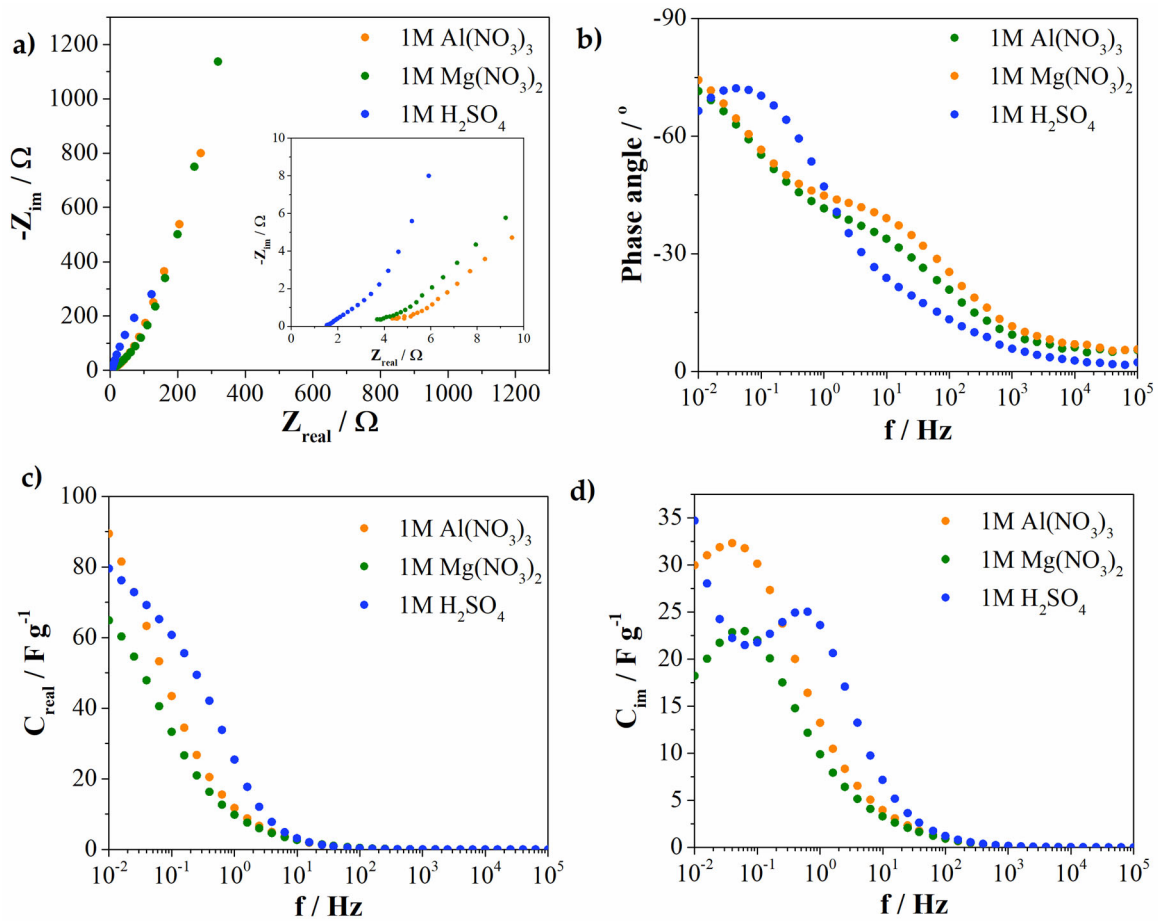 a)
1M Al(NO₃)₃
1M Mg(NO₃)₂
1M H₂SO₄
-Z_im / Ω
1200
1000
800
600
400
200
0
0 200 400 600 800 1000 1200
Z_real / Ω
-Z_im / Ω
10
8
6
4
2
0
0 2 4 6 8 10
Z_real / Ω
b)
1M Al(NO₃)₃
1M Mg(NO₃)₂
1M H₂SO₄
Phase angle / º
-90
-60
-30
0
10⁻² 10⁻¹ 10⁰ 10¹ 10² 10³ 10⁴ 10⁵
f / Hz
c)
1M Al(NO₃)₃
1M Mg(NO₃)₂
1M H₂SO₄
C_real / F g⁻¹
100
80
60
40
20
0
10⁻² 10⁻¹ 10⁰ 10¹ 10² 10³ 10⁴ 10⁵
f / Hz
d)
1M Al(NO₃)₃
1M Mg(NO₃)₂
1M H₂SO₄
C_im / F g⁻¹
35
30
25
20
15
10
5
0
10⁻² 10⁻¹ 10⁰ 10¹ 10² 10³ 10⁴ 10⁵
f / Hz